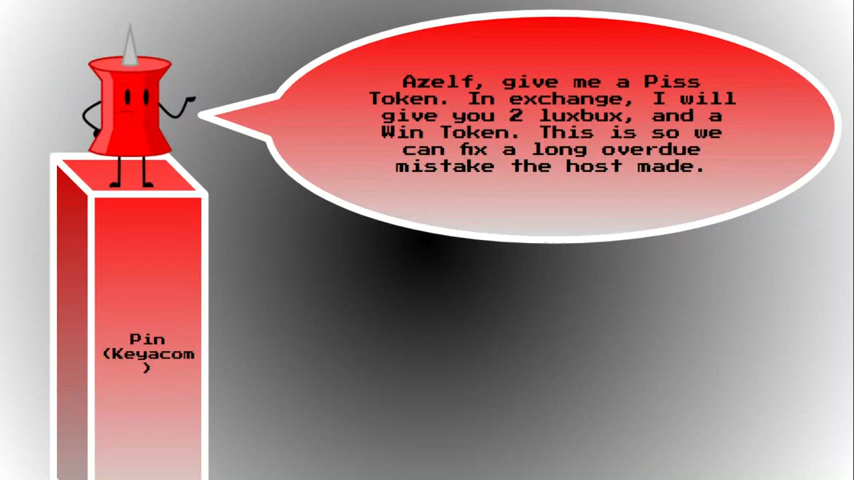 Azelf, give me a Piss
Token. In exchange, I will
give you 2 luxbux, and a
Win Token. This is so we
can fix a long overdue
mistake the host made.
Pin
(Keyacom
)